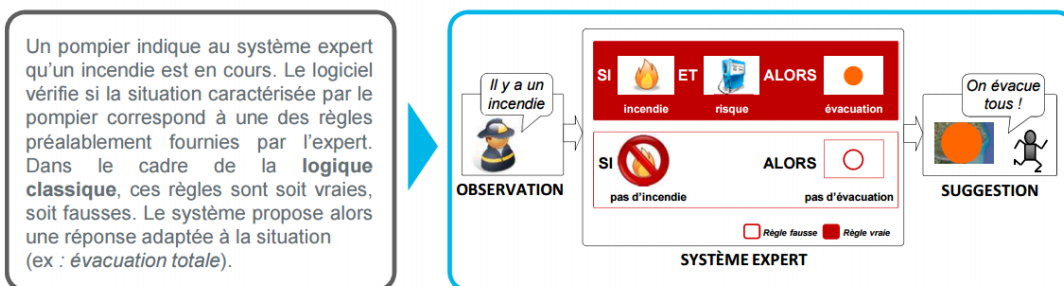 Un pompier indique au système expert
qu'un incendie est en cours. Le logiciel
vérifie si la situation caractérisée par le
pompier correspond à une des règles
préalablement fournies par l'expert.
Dans le cadre de la logique
classique, ces règles sont soit vraies,
soit fausses. Le système propose alors
une réponse adaptée à la situation
(ex : évacuation totale).
Il y a un
incendie
OBSERVATION
SI ET ALORS
incendie risque évacuation
SI ALORS
pas d'incendie pas d'évacuation
Règle fausse Règle vraie
SYSTÈME EXPERT
On évacue
tous !
SUGGESTION